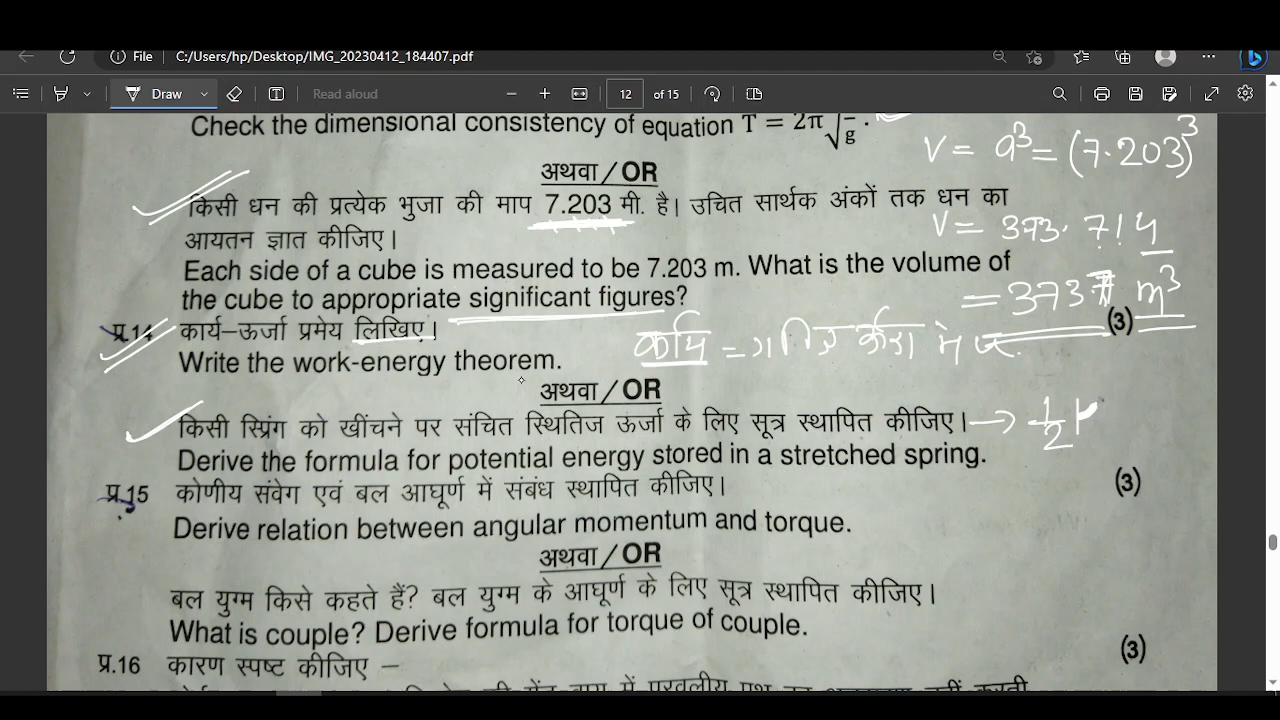 File C:/Users/hp/Desktop/IMG_20230412_184407.pdf
Draw Read aloud 12 of 15
Check the dimensional consistency of equation T = 2π√ g .
V = a³ = (7.203)³
अथवा / OR
किसी धन की प्रत्येक भुजा की माप 7.203 मी. है। उचित सार्थक अंकों तक धन का
V = 373.714
आयतन ज्ञात कीजिए।
Each side of a cube is measured to be 7.203 m. What is the volume of
the cube to appropriate significant figures?
= 373.7 m³
(3)
प्र.14 कार्य–ऊर्जा प्रमेय लिखिए।
कार्य =
Write the work-energy theorem.
अथवा / OR
किसी स्प्रिंग को खींचने पर संचित स्थितिज ऊर्जा के लिए सूत्र स्थापित कीजिए। → 1/2
Derive the formula for potential energy stored in a stretched spring.
(3)
प्र.15 कोणीय संवेग एवं बल आघूर्ण में संबंध स्थापित कीजिए।
Derive relation between angular momentum and torque.
अथवा / OR
बल युग्म किसे कहते हैं? बल युग्म के आघूर्ण के लिए सूत्र स्थापित कीजिए।
What is couple? Derive formula for torque of couple.
(3)
प्र.16 कारण स्पष्ट कीजिए –